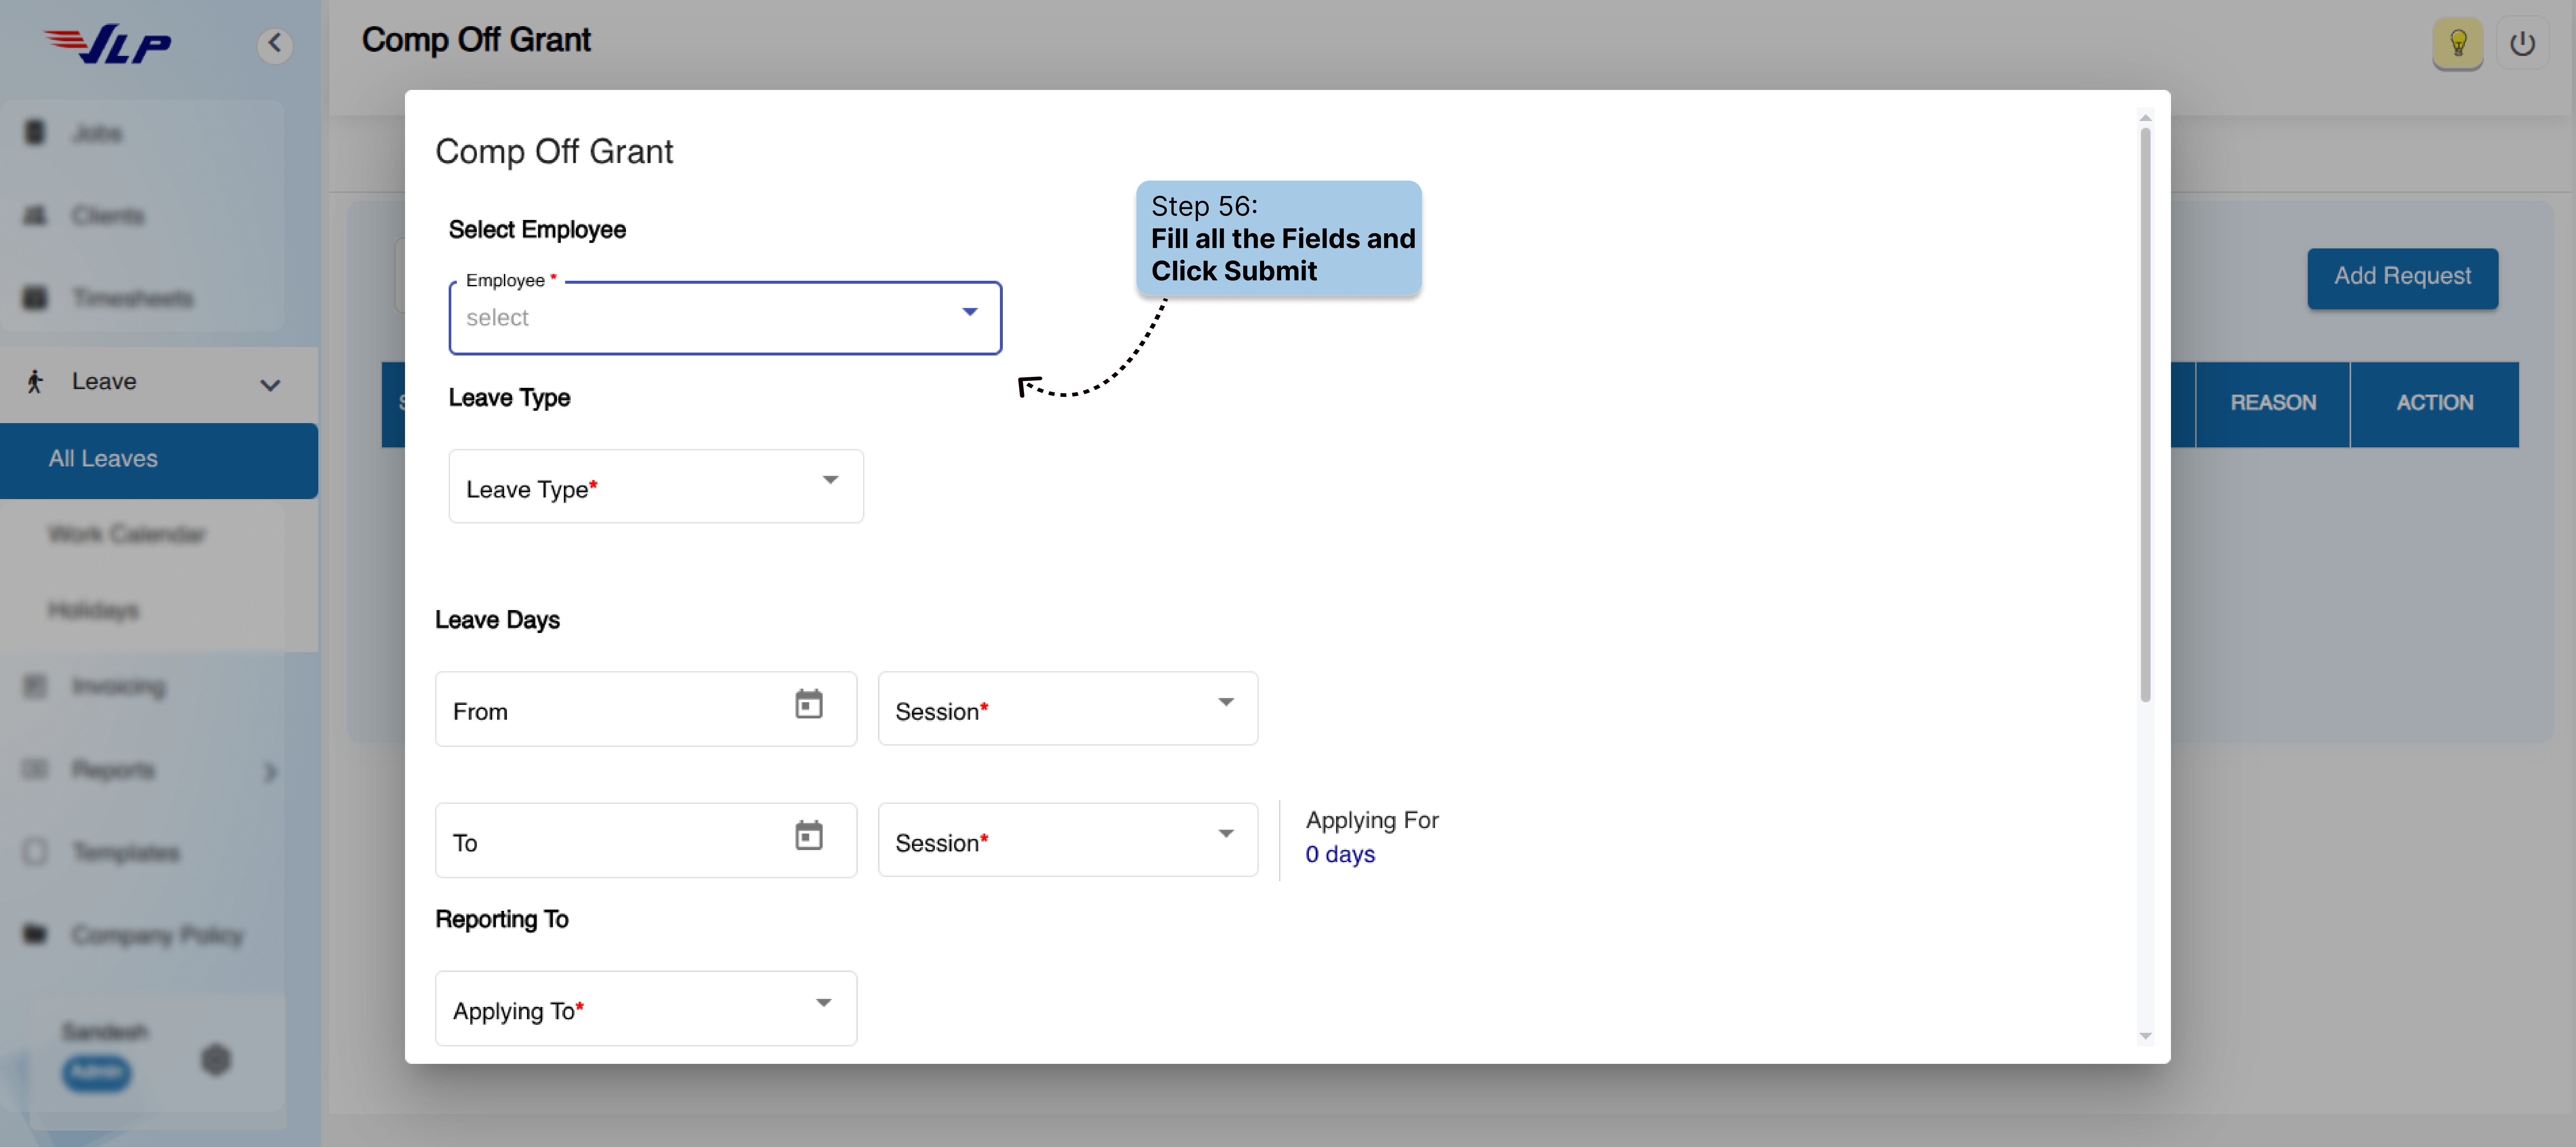 JLP
Comp Off Grant
Jobs
Clients
Timesheets
Leave
All Leaves
Work Calendar
Holidays
Invoicing
Reports
Templates
Company Policy
Sandesh
Admin
Comp Off Grant
Select Employee
Employee *
select
Step 56:
Fill all the Fields and
Click Submit
Add Request
REASON
ACTION
Leave Type
Leave Type*
Leave Days
From
Session*
To
Session*
Applying For
0 days
Reporting To
Applying To*